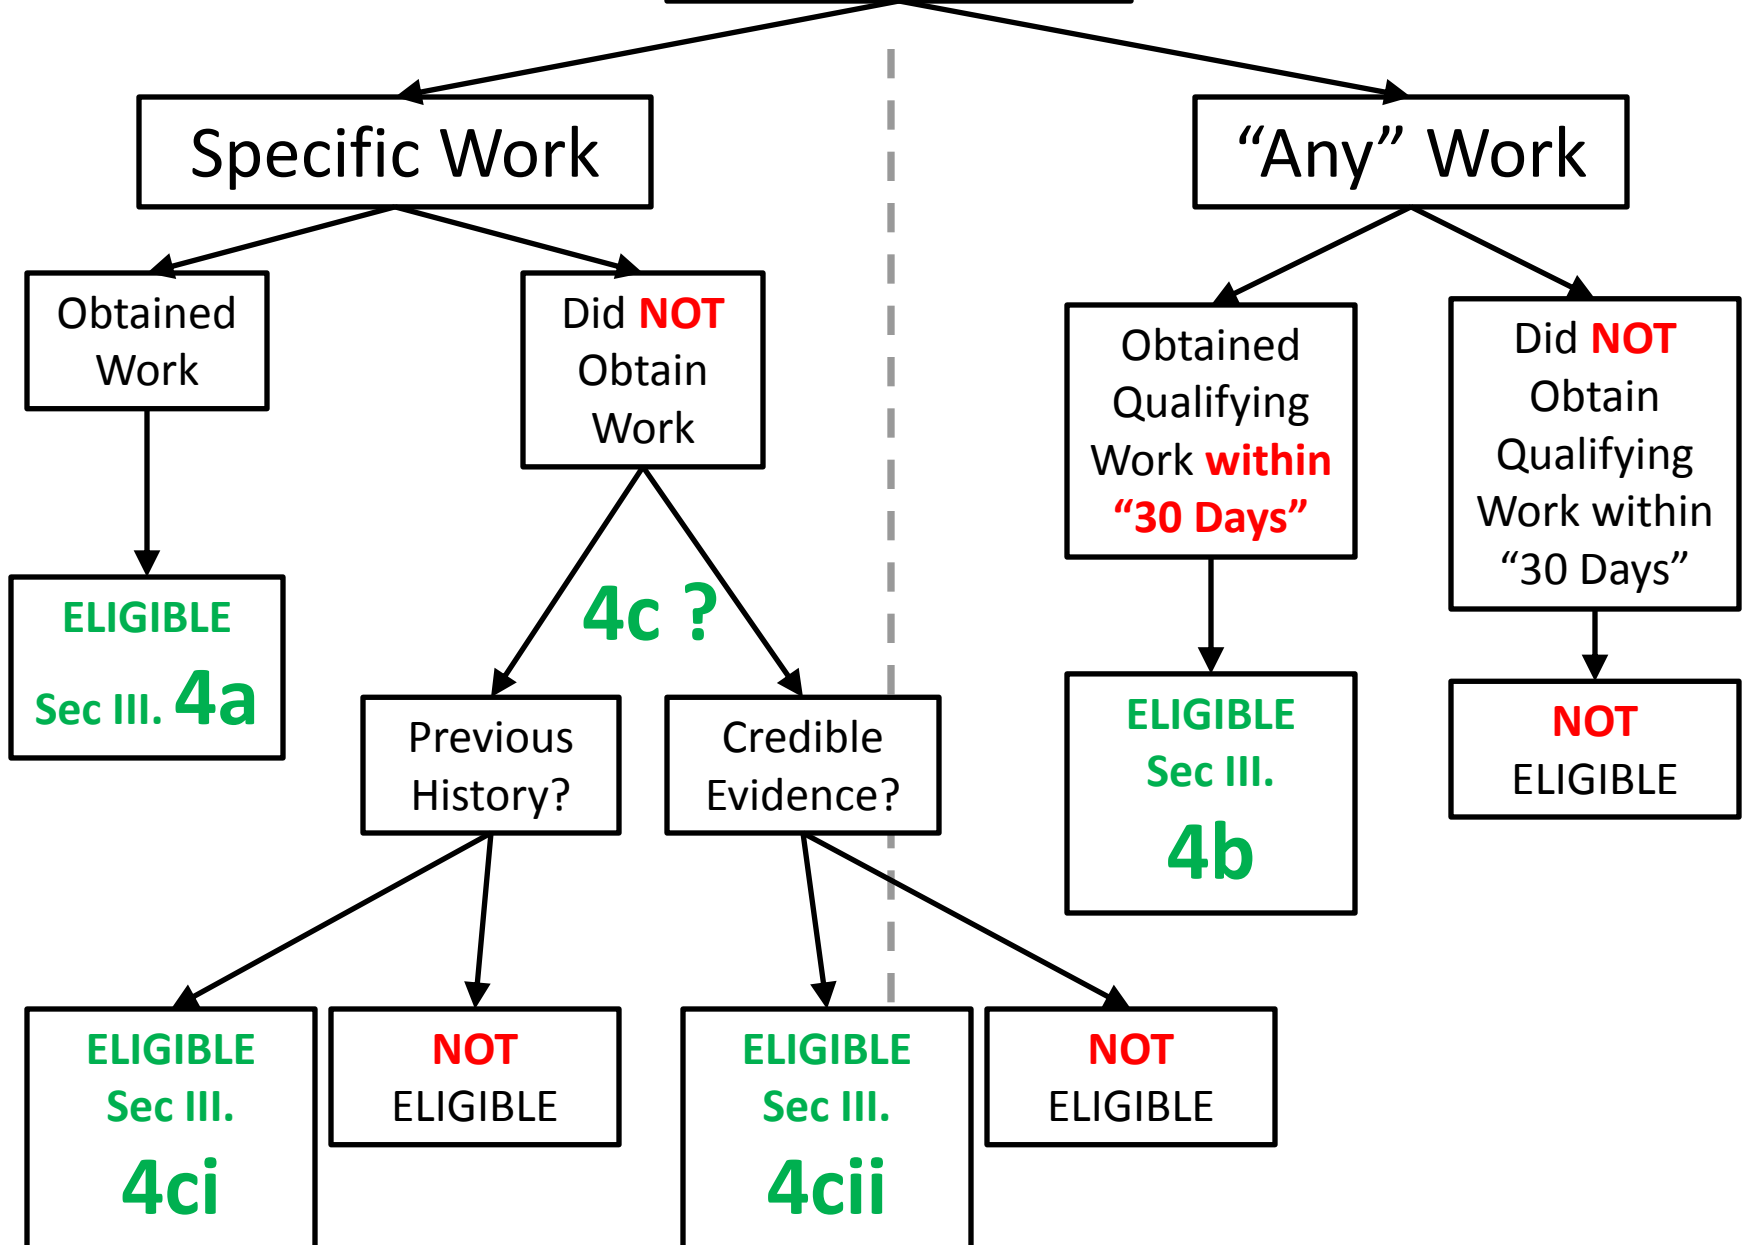 Specific Work
“Any” Work
Obtained
Work
Did NOT
Obtain
Work
Obtained
Qualifying
Work within
“30 Days”
Did NOT
Obtain
Qualifying
Work within
“30 Days”
ELIGIBLE
Sec III. 4a
4c ?
Previous
History?
Credible
Evidence?
ELIGIBLE
Sec III.
4b
NOT
ELIGIBLE
ELIGIBLE
Sec III.
4ci
NOT
ELIGIBLE
ELIGIBLE
Sec III.
4cii
NOT
ELIGIBLE